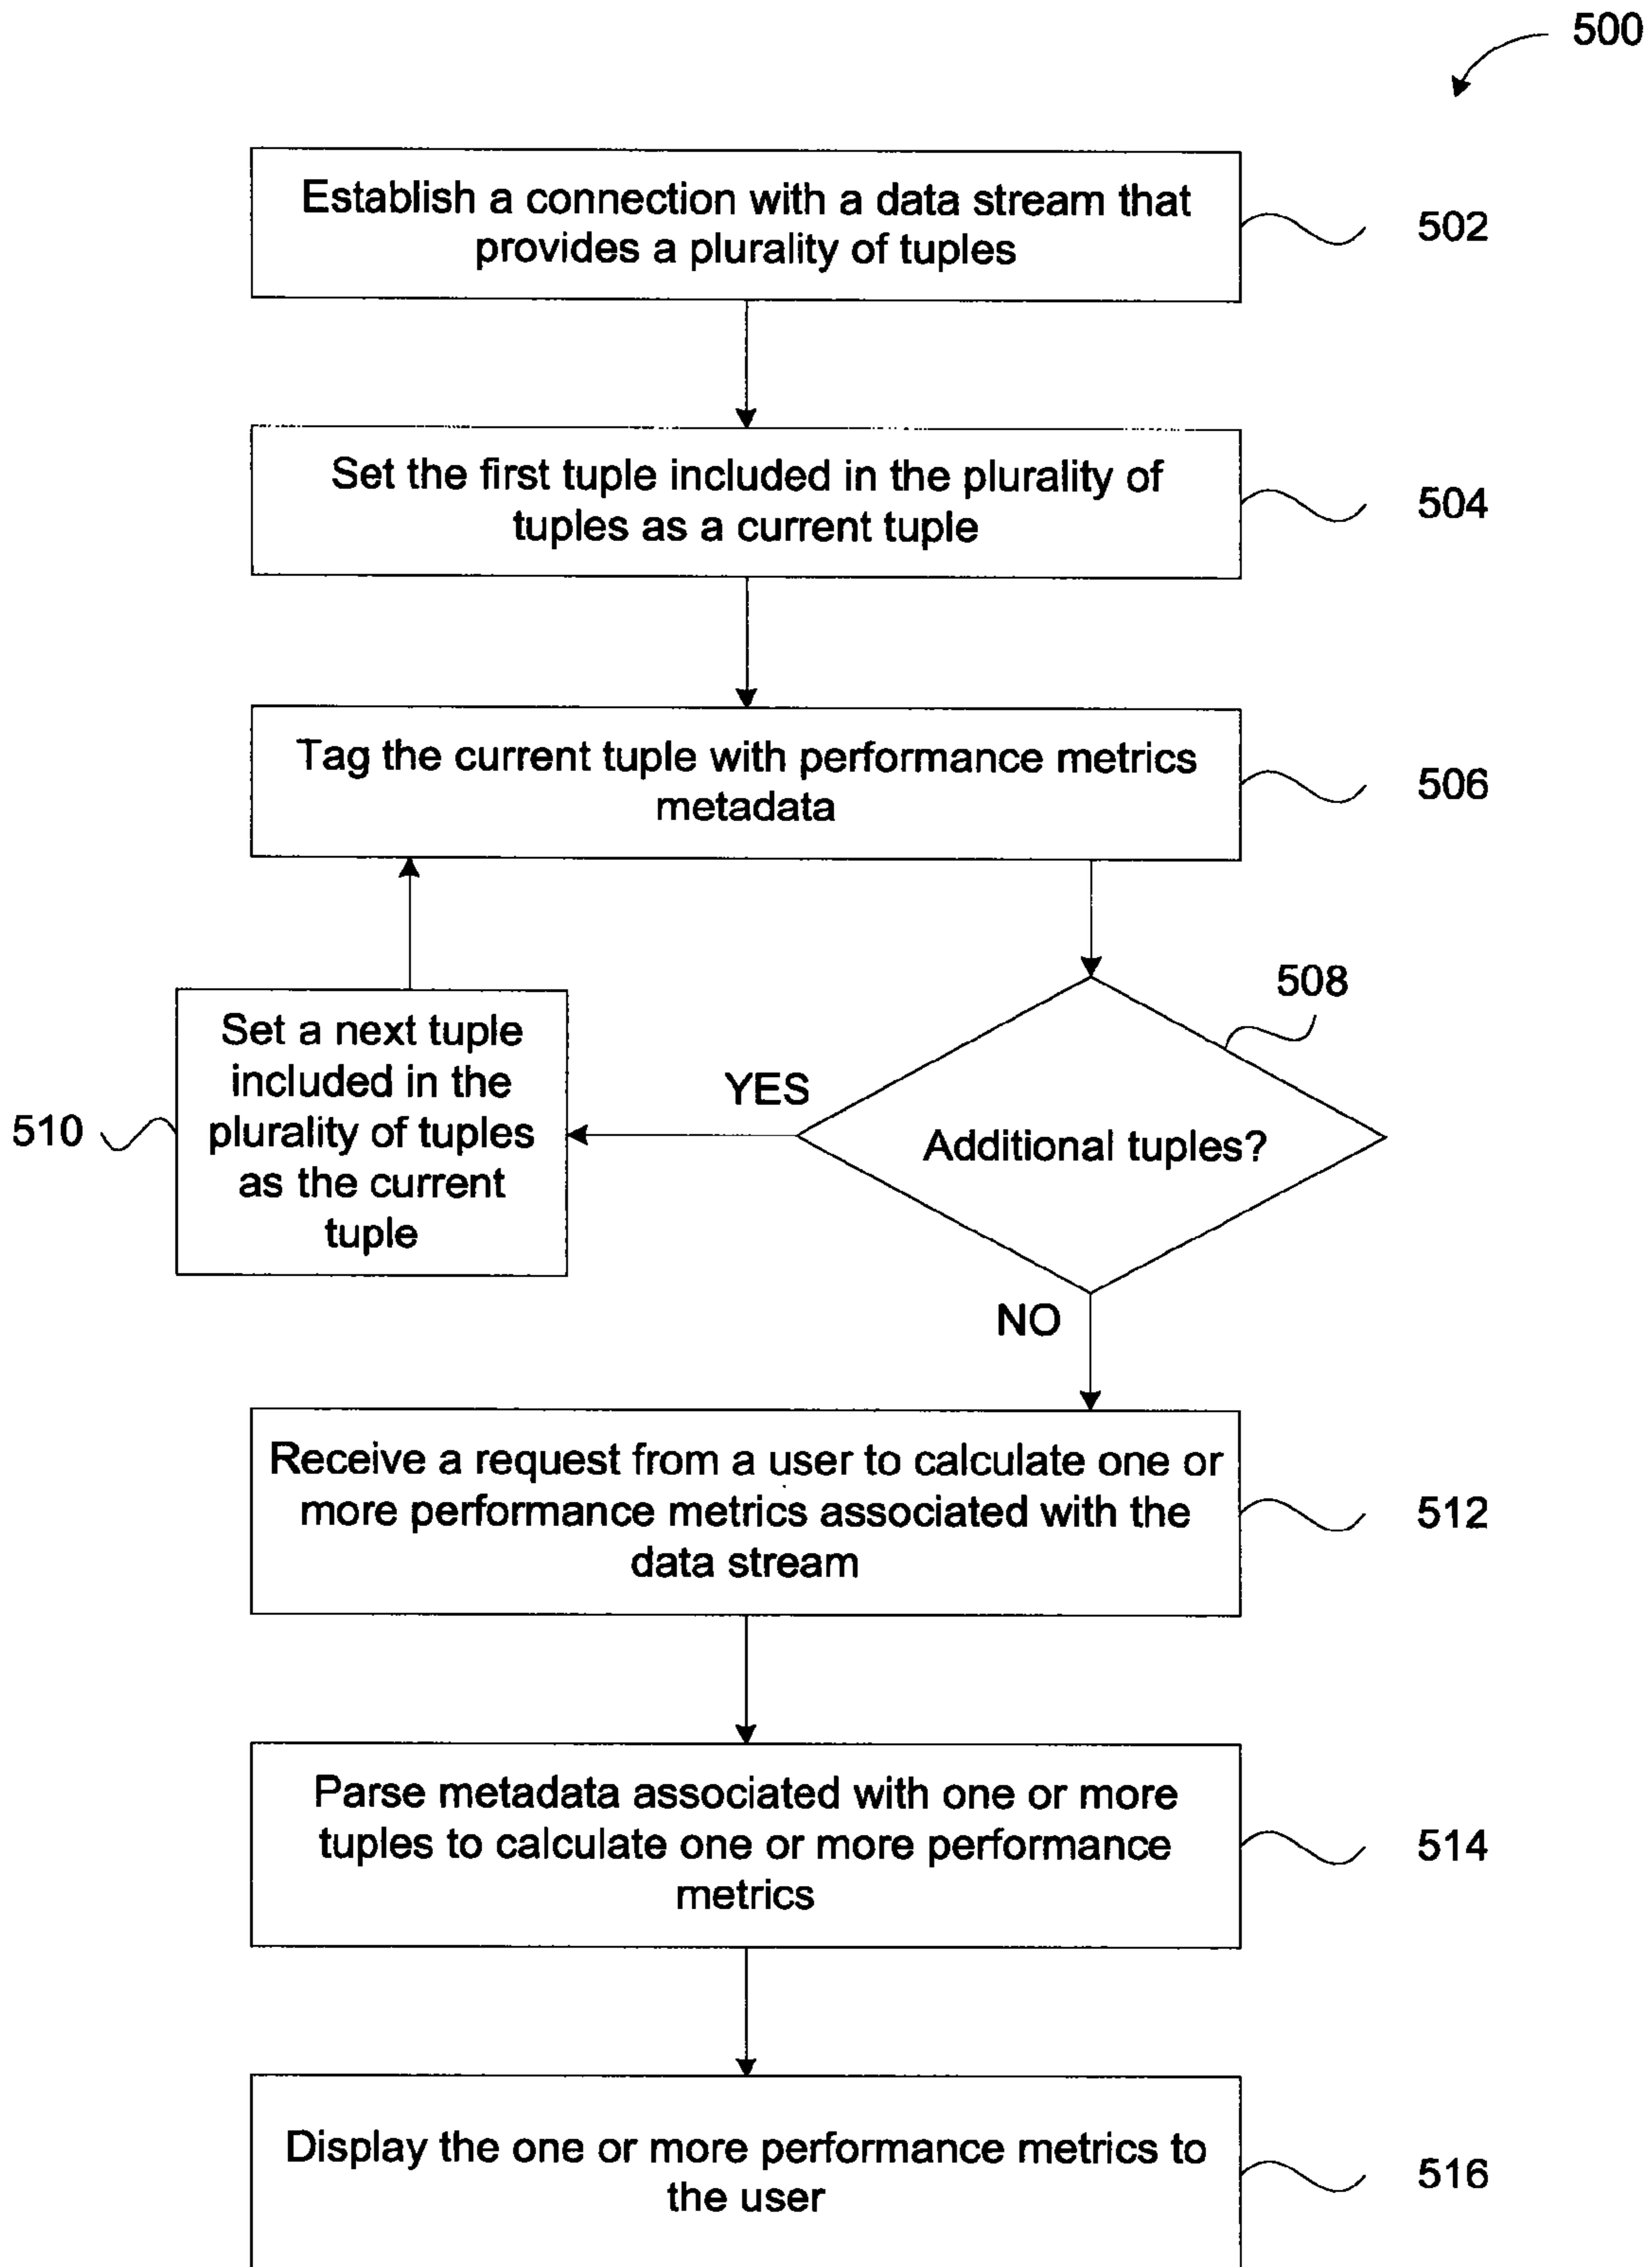 500
Establish a connection with a data stream that
provides a plurality of tuples
502
Set the first tuple included in the plurality of
tuples as a current tuple
504
Tag the current tuple with performance metrics
metadata
506
508
Set a next tuple
included in the
plurality of tuples
as the current
tuple
510
YES
Additional tuples?
NO
Receive a request from a user to calculate one or
more performance metrics associated with the
data stream
512
Parse metadata associated with one or more
tuples to calculate one or more performance
metrics
514
Display the one or more performance metrics to
the user
516